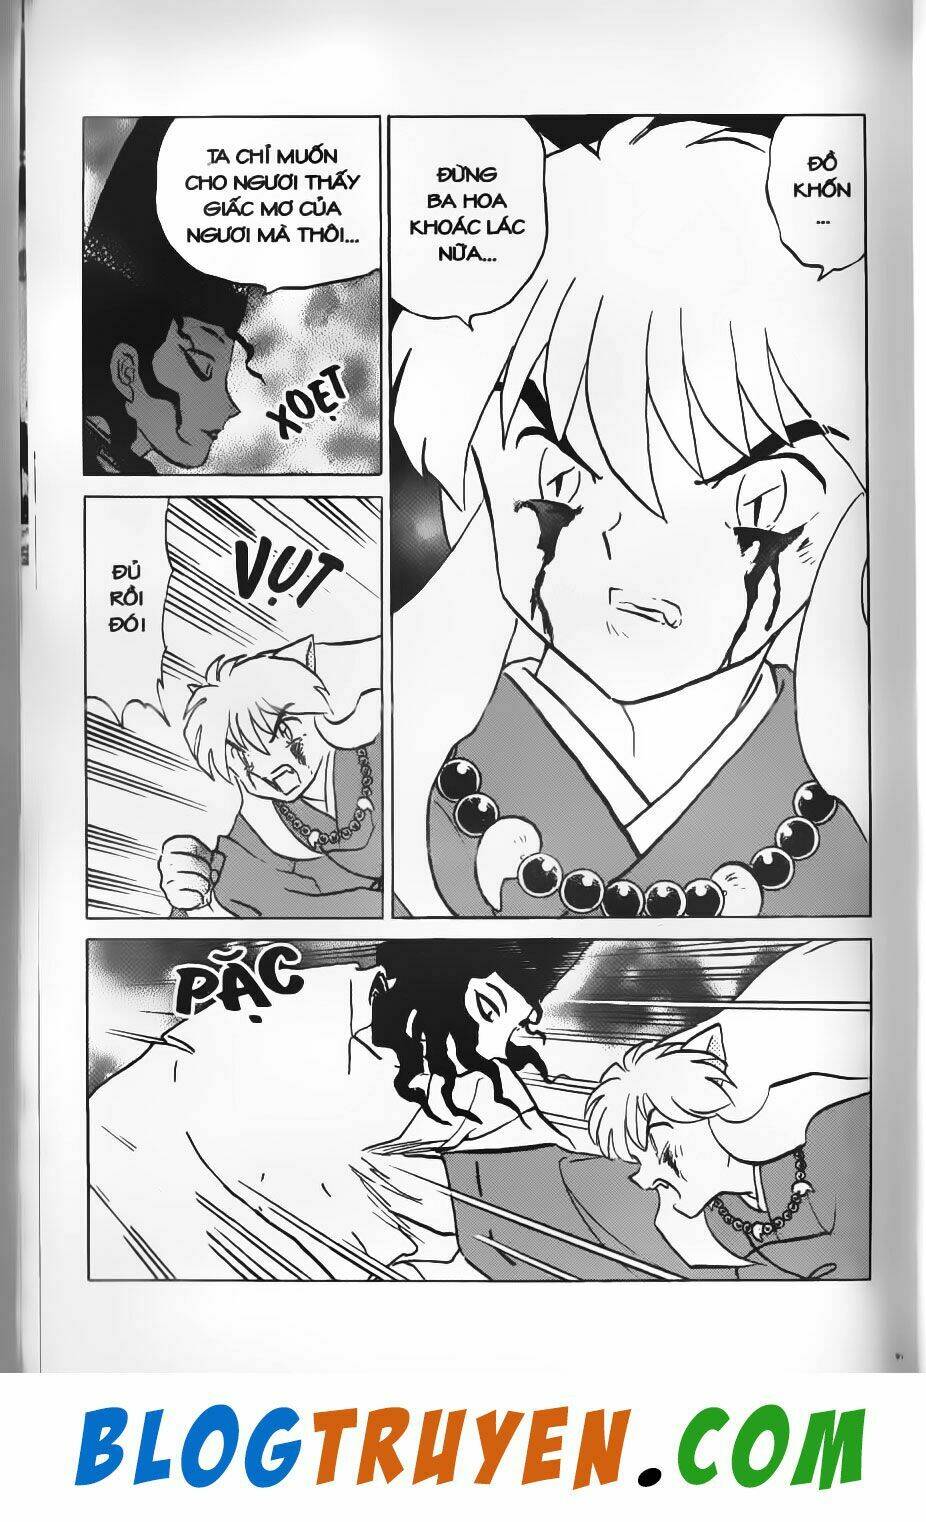 ĐỒ
KHỐN
...
ĐỪNG
BA HOA
KHOÁC LÁC
NỮA...
TA CHỈ MUỐN
CHO NGƯƠI THẤY
GIẤC MƠ CỦA
NGƯƠI MÀ THÔI...
XOẸT
VỤT
ĐỦ
RỒI
ĐÓI
PẶC
BLOGTRUYEN.COM